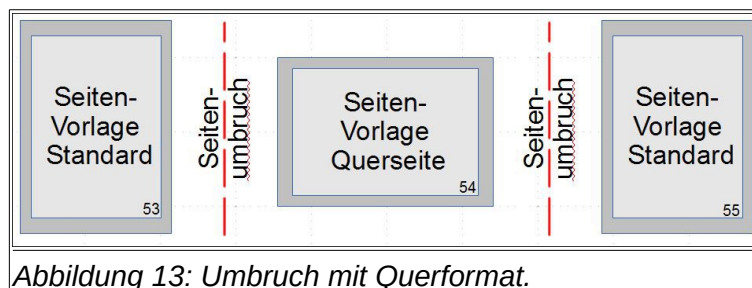 Seiten-
Vorlage
Standard
53
Seiten-
umbruch
Seiten-
Vorlage
Querseite
54
Seiten-
umbruch
Seiten-
Vorlage
Standard
55
Abbildung 13: Umbruch mit Querformat.